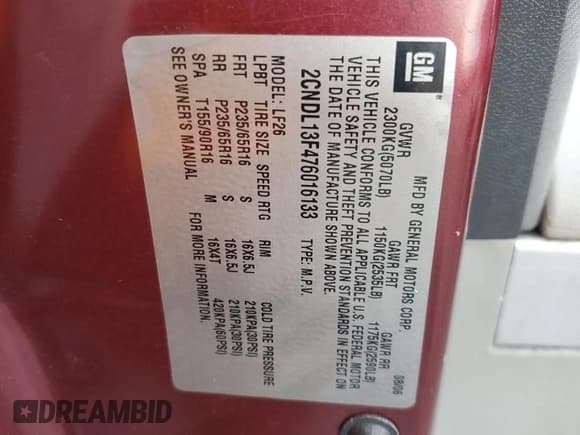 GM
MFD BY GENERAL MOTORS CORP. 08/06
GVWR GAWR FRT GAWR RR
2300KG(5070LB) 1150KG(2535LB) 1175KG(2590LB)
THIS VEHICLE CONFORMS TO ALL APPLICABLE U.S. FEDERAL MOTOR
VEHICLE SAFETY AND THEFT PREVENTION STANDARDS IN EFFECT ON
THE DATE OF MANUFACTURE SHOWN ABOVE.
2CNDL13F476016133 TYPE: M.P.V.
MODEL: LF26
LPBT TIRE SIZE SPEED RTG RIM COLD TIRE PRESSURE
FRT P235/65R16 S 16X6.5J 210KPA(30PSI)
RR P235/65R16 S 16X6.5J 210KPA(30PSI)
SPA T155/90R16 M 16X4T 420KPA(60PSI)
SEE OWNER'S MANUAL FOR MORE INFORMATION.
DREAMBID